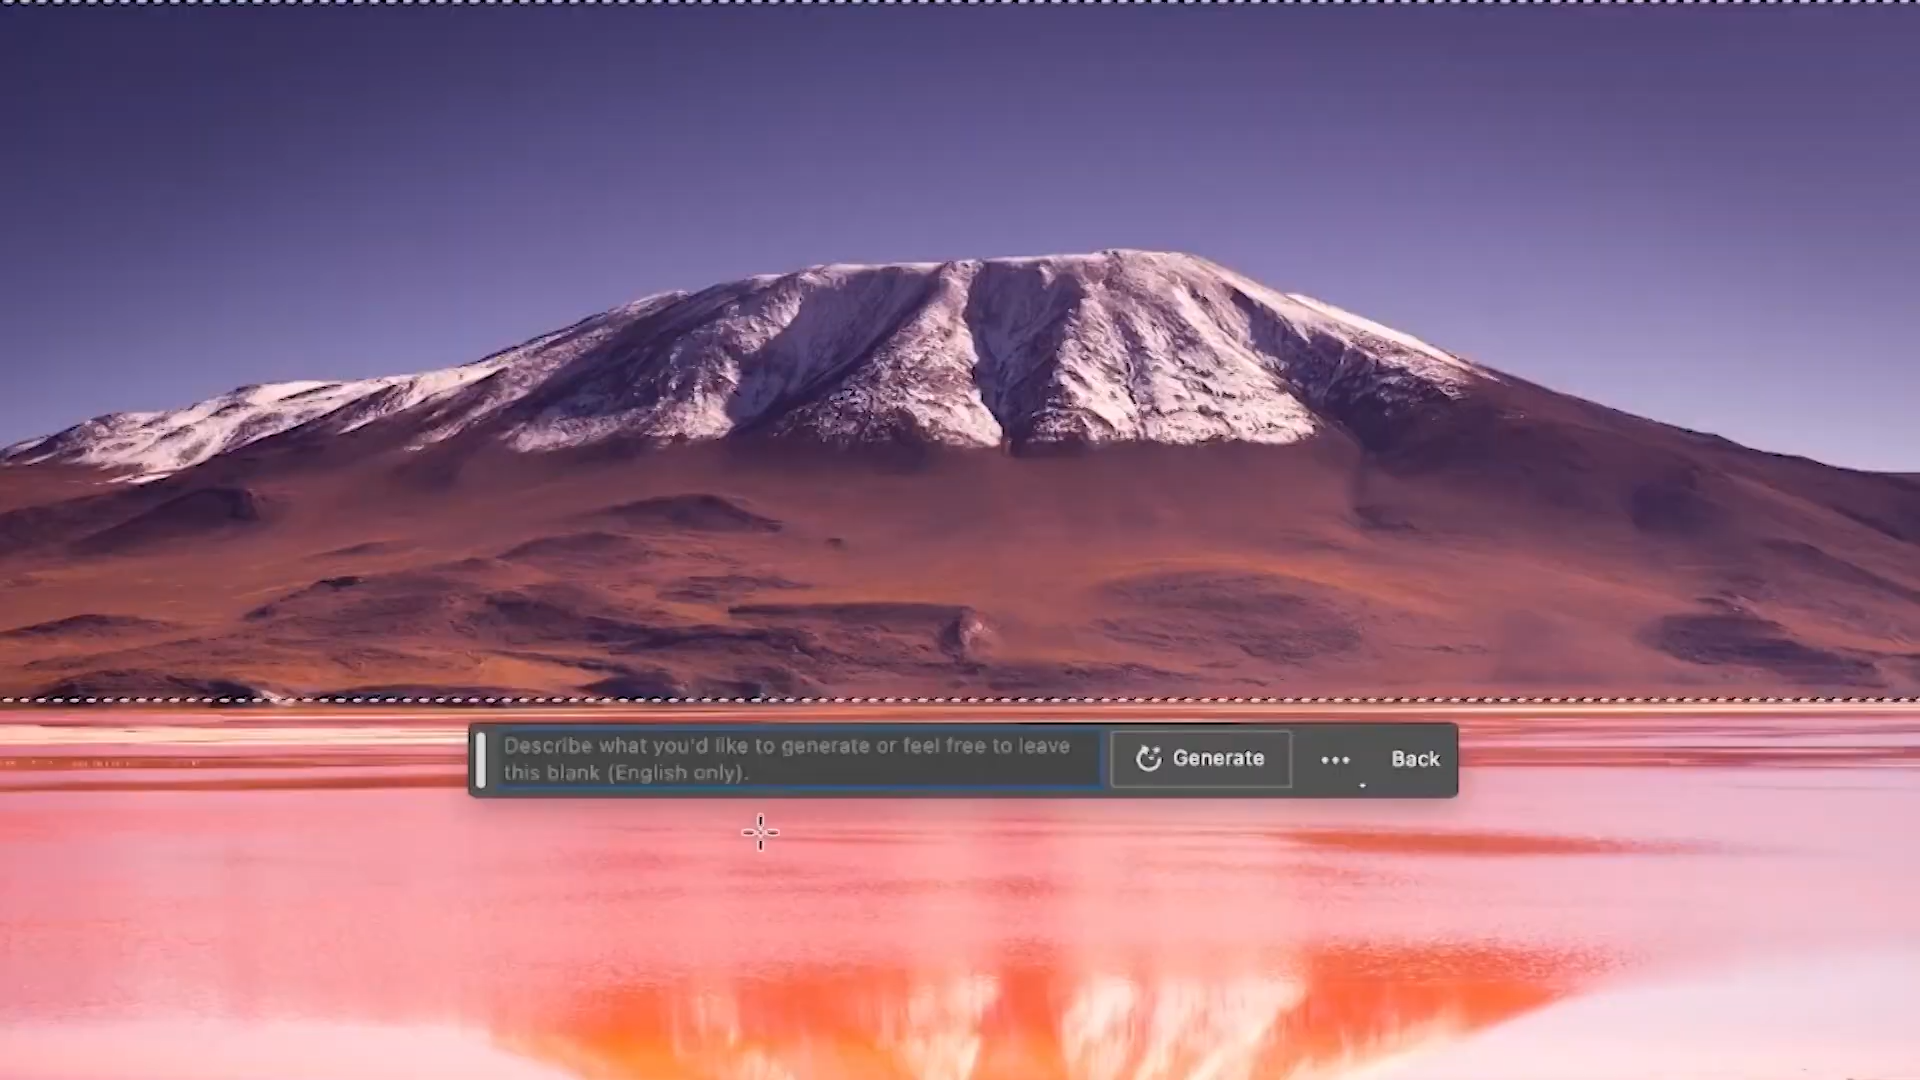 Describe what you'd like to generate or feel free to leave
this blank (English only).
Generate
Back